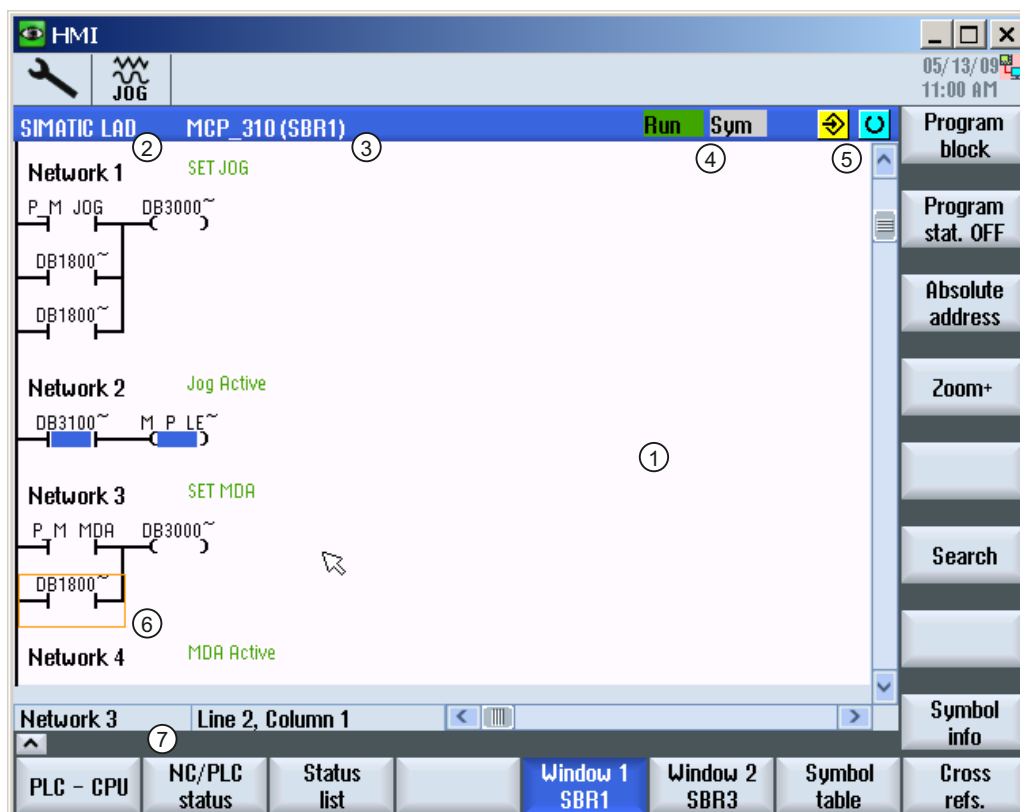 HMI
JOG
05/13/09
11:00 AM
SIMATIC LAD MCP_310 (SBR1) Run Sym
2 3 4 5
Network 1 SET JOG
P_M JOG DB3000~
DB1800~
DB1800~
Network 2 Jog Active
DB3100~ M_P_LE~
1
Network 3 SET MDA
P_M MDA DB3000~
DB1800~
6
Network 4 MDA Active
Network 3 Line 2, Column 1
7
Program
block
Program
stat. OFF
Absolute
address
Zoom+
Search
Symbol
info
PLC - CPU
NC/PLC
status
Status
list
Window 1
SBR1
Window 2
SBR3
Symbol
table
Cross
refs.